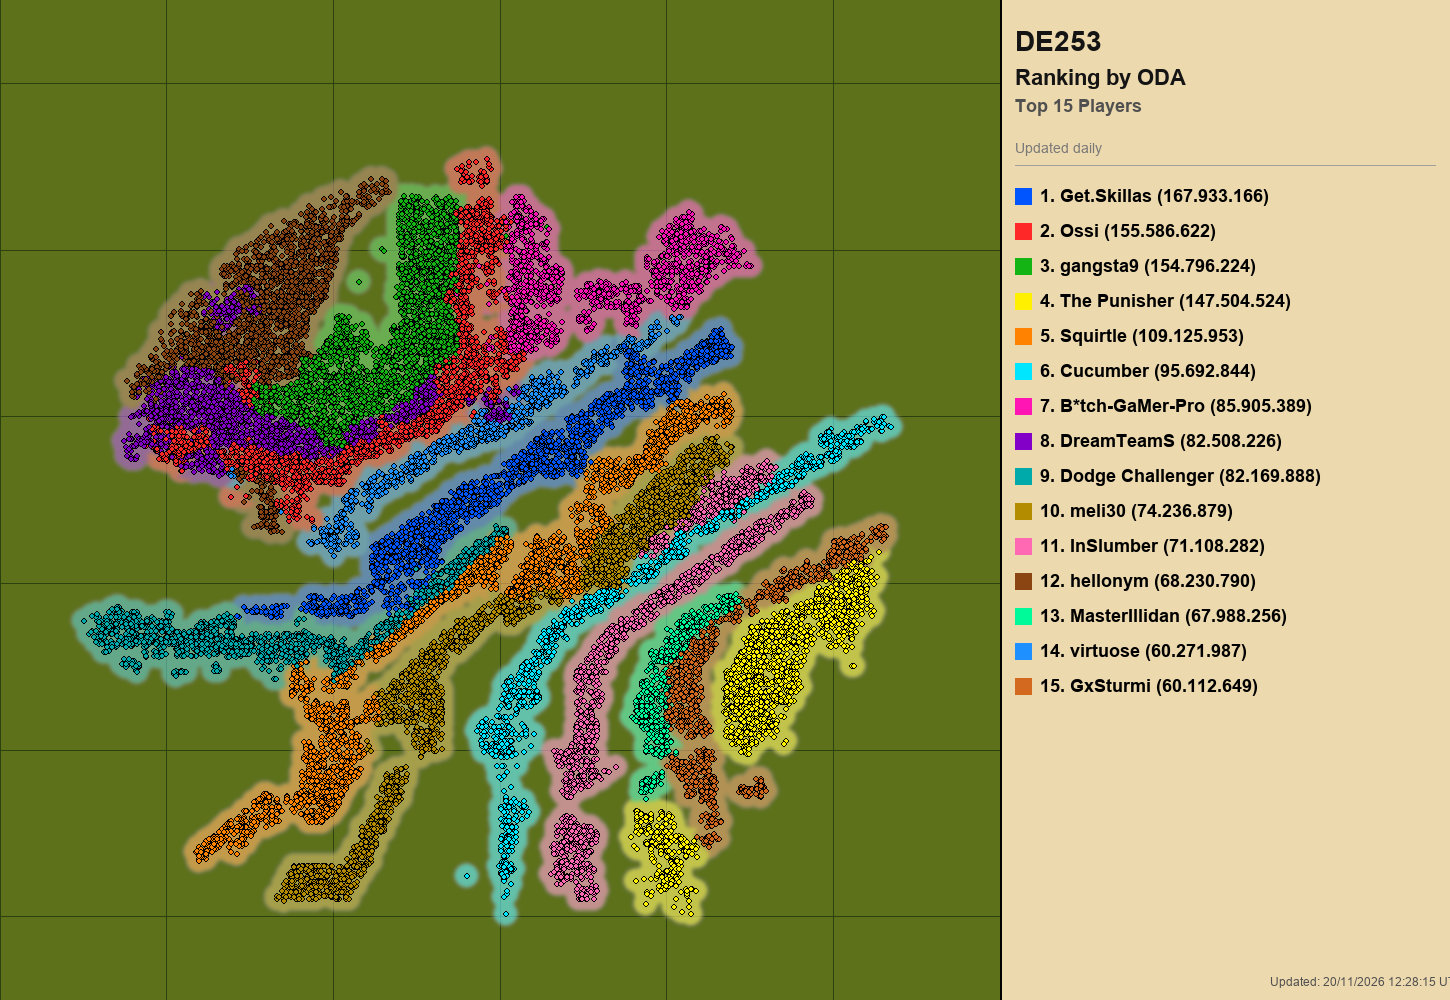 DE253
Ranking by ODA
Top 15 Players
Updated daily
1. Get.Skillas (167.933.166)
2. Ossi (155.586.622)
3. gangsta9 (154.796.224)
4. The Punisher (147.504.524)
5. Squirtle (109.125.953)
6. Cucumber (95.692.844)
7. B*tch-GaMer-Pro (85.905.389)
8. DreamTeamS (82.508.226)
9. Dodge Challenger (82.169.888)
10. meli30 (74.236.879)
11. InSlumber (71.108.282)
12. hellonym (68.230.790)
13. MasterIllidan (67.988.256)
14. virtuose (60.271.987)
15. GxSturmi (60.112.649)
Updated: 20/11/2026 12:28:15 U